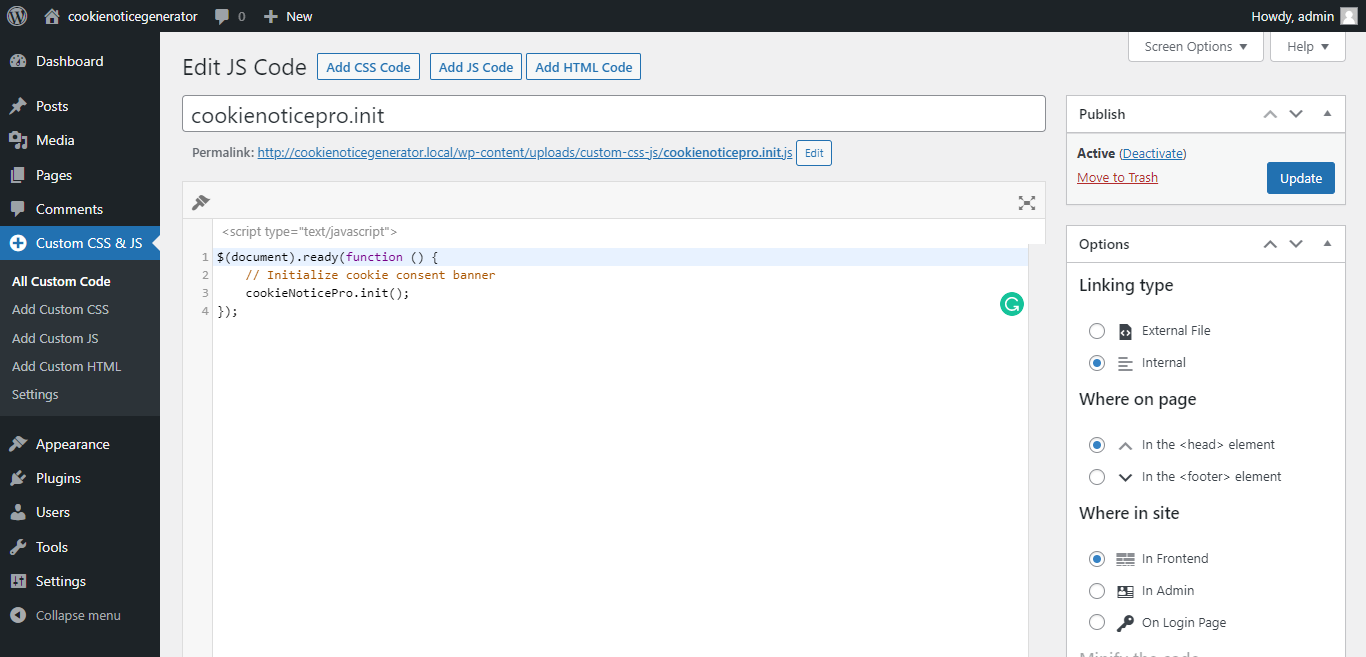 cookienoticegenerator 0 New Howdy, admin
Screen Options Help
Dashboard
Posts
Media
Pages
Comments
Custom CSS & JS
All Custom Code
Add Custom CSS
Add Custom JS
Add Custom HTML
Settings
Appearance
Plugins
Users
Tools
Settings
Collapse menu
Edit JS Code Add CSS Code Add JS Code Add HTML Code
cookienoticepro.init
Permalink: http://cookienoticegenerator.local/wp-content/uploads/custom-css-js/cookienoticepro.init.js Edit
<script type="text/javascript">
1 $(document).ready(function () {
2 // Initialize cookie consent banner
3 cookieNoticePro.init();
4 });
Publish
Active (Deactivate)
Move to Trash
Update
Options
Linking type
External File
Internal
Where on page
In the <head> element
In the <footer> element
Where in site
In Frontend
In Admin
On Login Page
Minify the code